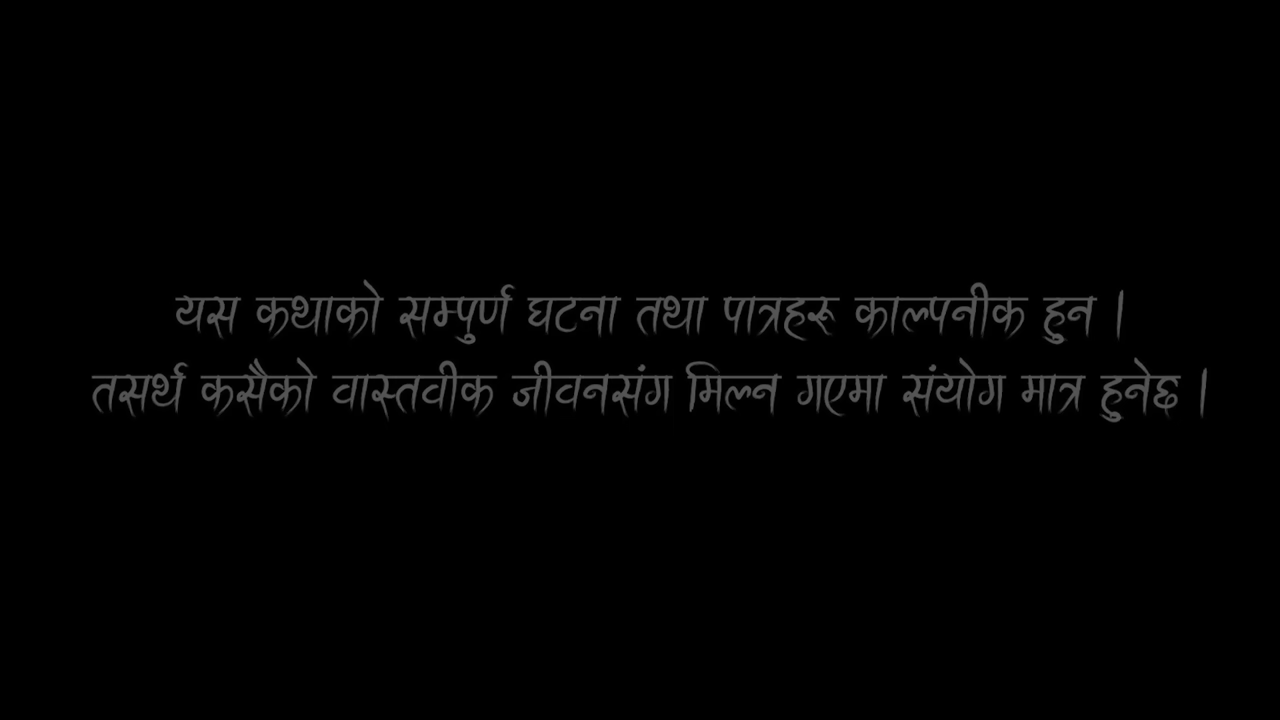 यस कथाको सम्पुर्ण घटना तथा पात्रहरू काल्पनीक हुन ।
तसर्थ कसैको वास्तवीक जीवनसंग मिल्न गएमा संयोग मात्र हुनेछ ।